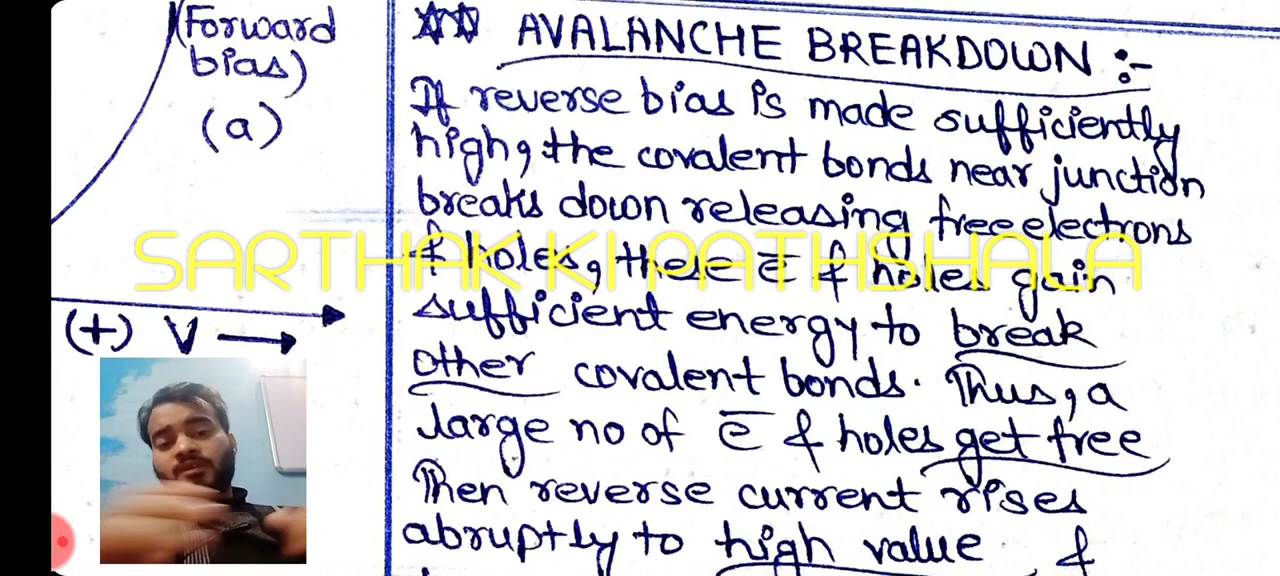 (Forward
bias)
(a)
(+) V
AVALANCHE BREAKDOWN :-
If reverse bias is made sufficiently
high, the covalent bonds near junction
breaks down releasing free electrons
& holes, these e̅ & holes gain
SARTHAK KI PATHSHALA
sufficient energy to break
other covalent bonds. Thus, a
large no of e̅ & holes get free
Then reverse current rises
abruptly to high value &